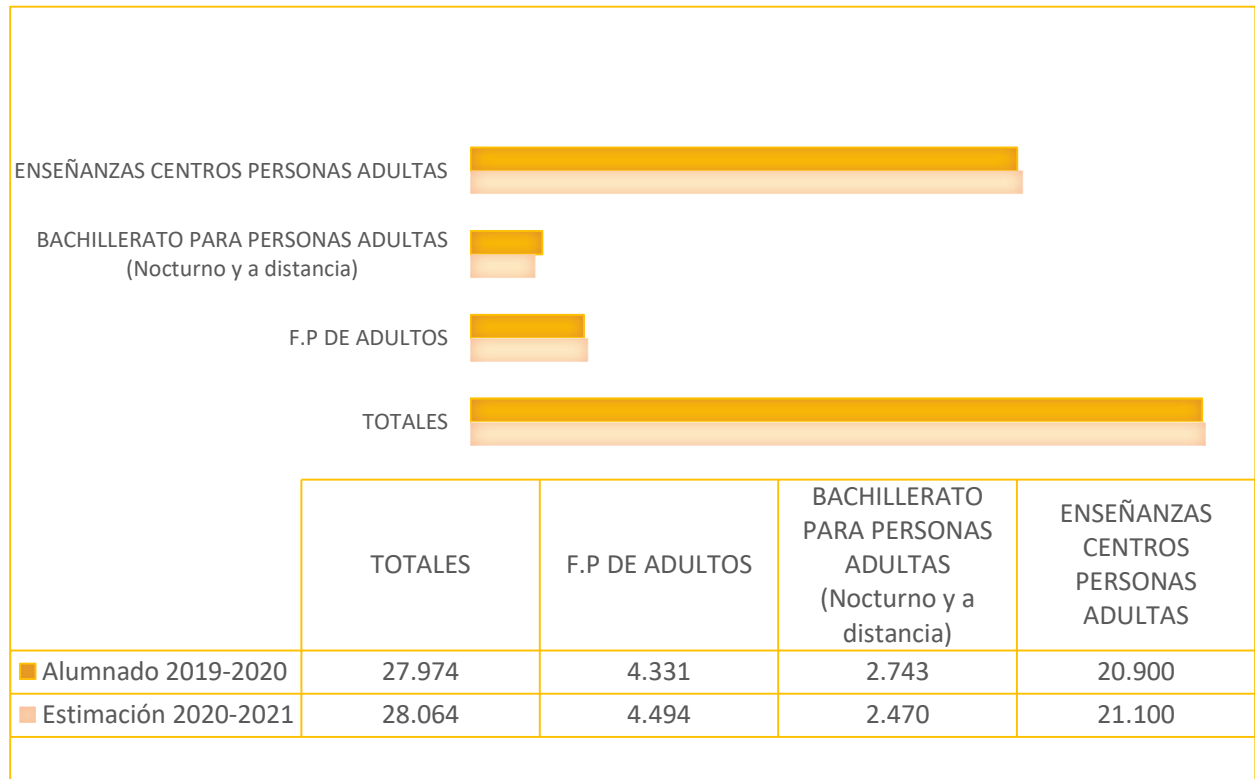 ENSEÑANZAS CENTROS PERSONAS ADULTAS
BACHILLERATO PARA PERSONAS ADULTAS
(Nocturno y a distancia)
F.P DE ADULTOS
TOTALES
TOTALES
F.P DE ADULTOS
BACHILLERATO
PARA PERSONAS
ADULTAS
(Nocturno y a
distancia)
ENSEÑANZAS
CENTROS
PERSONAS
ADULTAS
Alumnado 2019-2020 27.974 4.331 2.743 20.900
Estimación 2020-2021 28.064 4.494 2.470 21.100